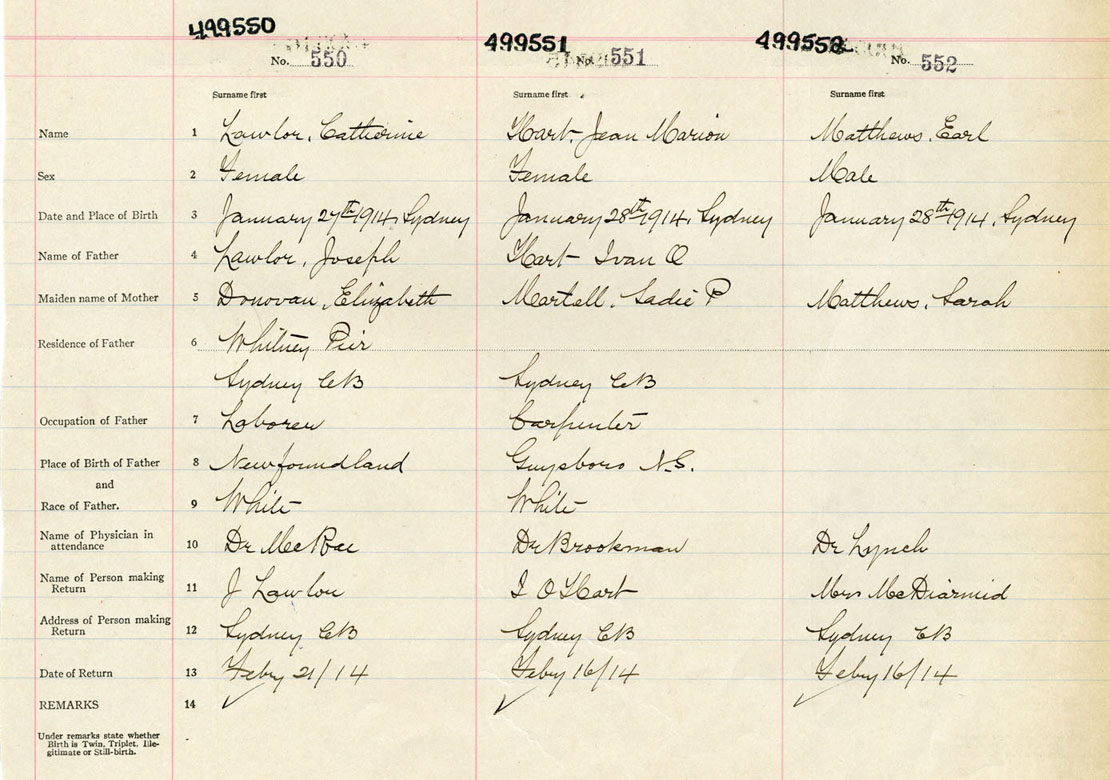 499550 499551 499552
No. 550 No. 551 No. 552
Surname first Surname first Surname first
Name 1 Lawlor, Catherine Hart, Jean Marion Matthews, Earl
Sex 2 Female Female Male
Date and Place of Birth 3 January 27th 1914, Sydney January 28th 1914, Sydney January 28th 1914, Sydney
Name of Father 4 Lawlor, Joseph Hart Ivan O
Maiden name of Mother 5 Donovan, Elizabeth Martell, Sadie P Matthews, Sarah
Residence of Father 6 Whitney Pier
Sydney CB Sydney CB
Occupation of Father 7 Laborer Carpenter
Place of Birth of Father 8 Newfoundland Guysboro N.S.
and
Race of Father. 9 White White
Name of Physician in
attendance 10 Dr MacRae Dr Brookman Dr Lynch
Name of Person making
Return 11 J Lawlor I O Hart Mrs McDiarmid
Address of Person making
Return 12 Sydney CB Sydney CB Sydney CB
Date of Return 13 Feby 21/14 Feby 16/14 Feby 16/14
REMARKS 14
Under remarks state whether
Birth is Twin, Triplet, Ille-
gitimate or Still-birth.